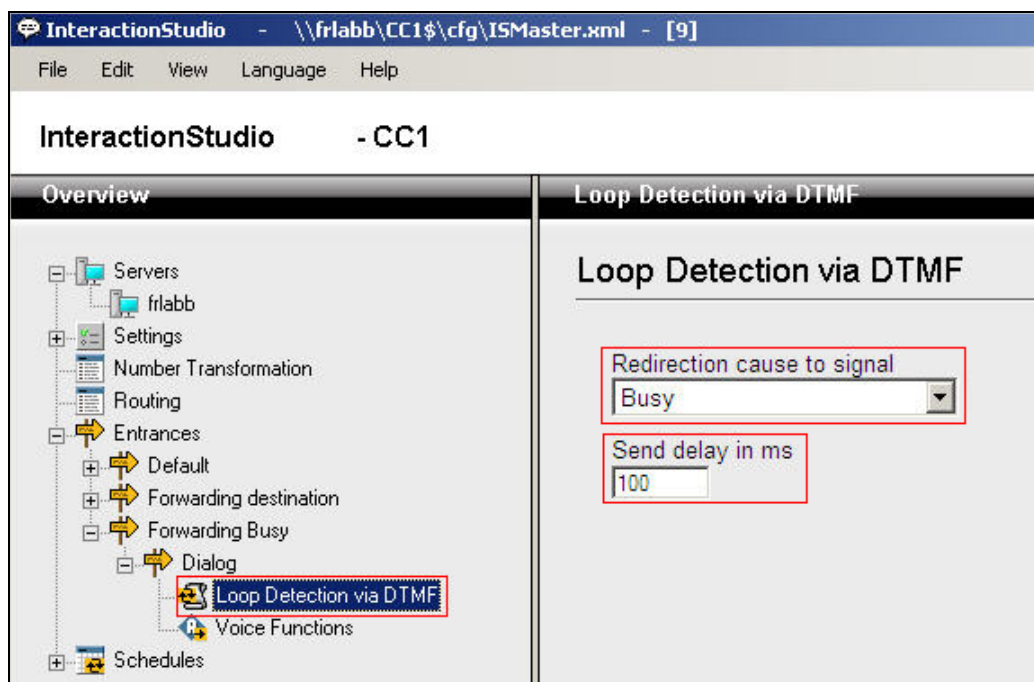 InteractionStudio - \\frlabb\CC1$\cfg\ISMaster.xml - [9]
File Edit View Language Help
InteractionStudio - CC1
Overview
Servers
frlabb
Settings
Number Transformation
Routing
Entrances
Default
Forwarding destination
Forwarding Busy
Dialog
Loop Detection via DTMF
Voice Functions
Schedules
Loop Detection via DTMF
Loop Detection via DTMF
Redirection cause to signal
Busy
Send delay in ms
100